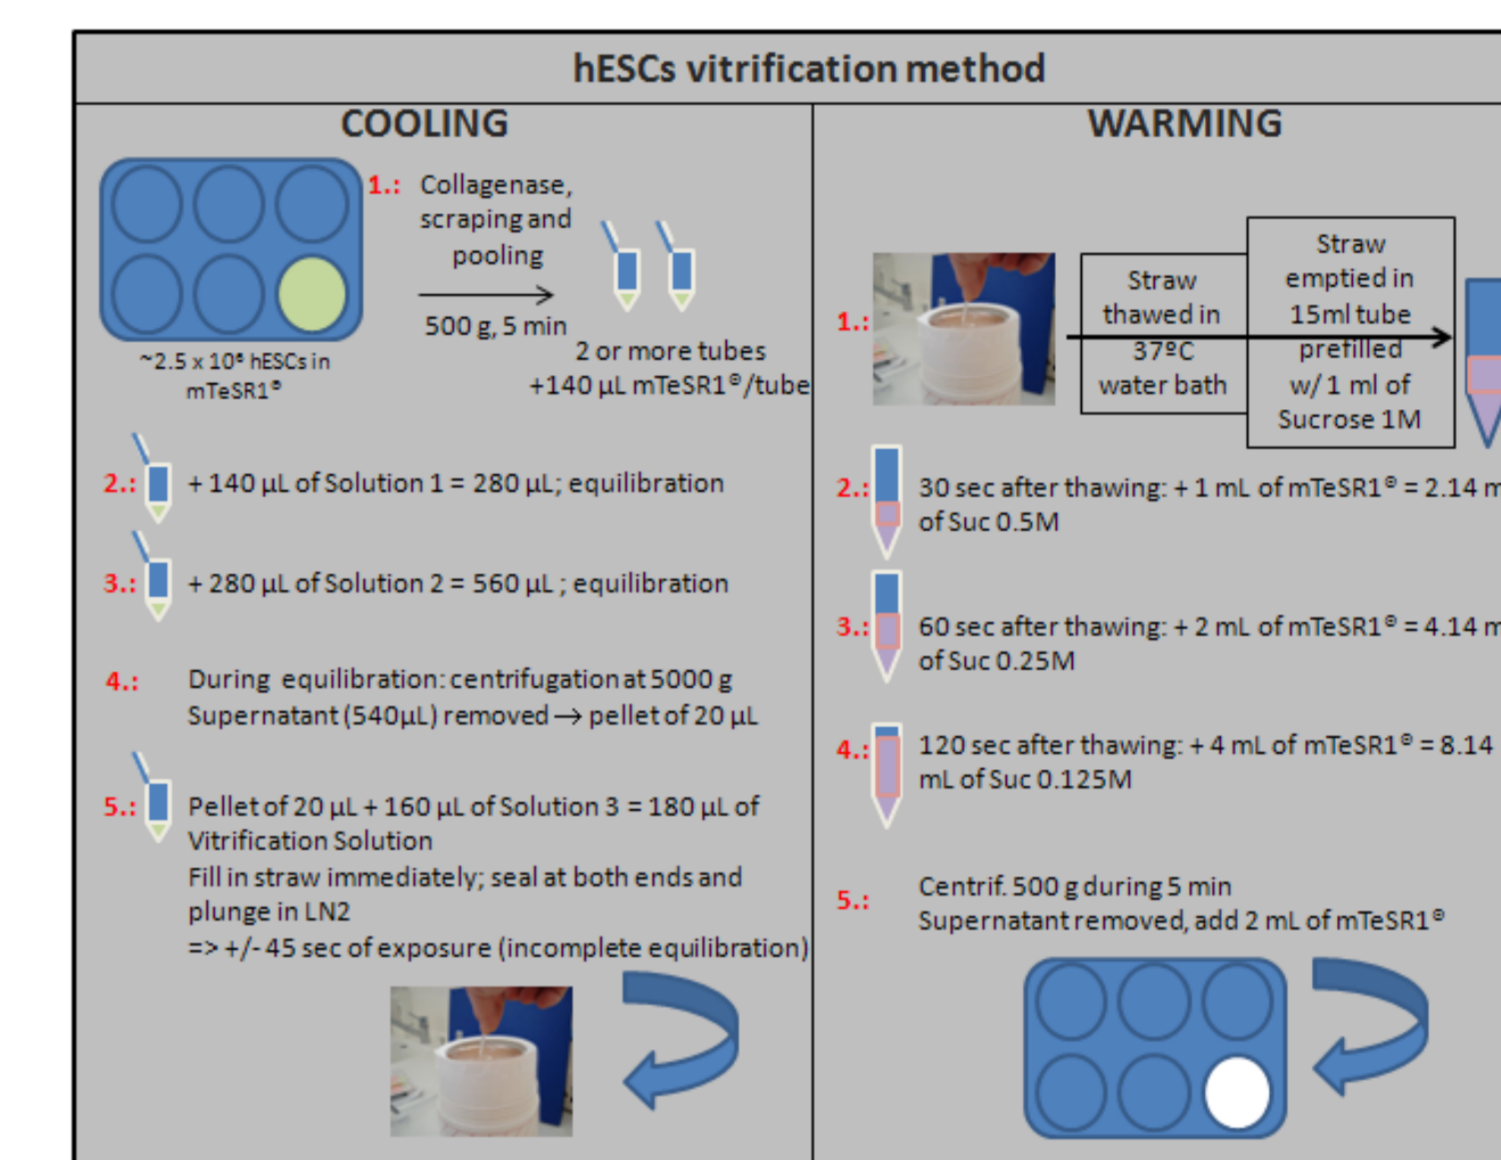 hESCs vitrification method
COOLING
1.: Collagenase,
scraping and
pooling
500 g, 5 min
~2.5 x 10⁶ hESCs in
mTeSR1®
2 or more tubes
+140 µL mTeSR1®/tube
2.: + 140 µL of Solution 1 = 280 µL; equilibration
3.: + 280 µL of Solution 2 = 560 µL ; equilibration
4.: During equilibration: centrifugation at 5000 g
Supernatant (540µL) removed → pellet of 20 µL
5.: Pellet of 20 µL + 160 µL of Solution 3 = 180 µL of
Vitrification Solution
Fill in straw immediately; seal at both ends and
plunge in LN2
=> +/- 45 sec of exposure (incomplete equilibration)
WARMING
1.:
Straw
thawed in
37ºC
water bath
Straw
emptied in
15ml tube
prefilled
w/ 1 ml of
Sucrose 1M
2.: 30 sec after thawing: + 1 mL of mTeSR1® = 2.14 m
of Suc 0.5M
3.: 60 sec after thawing: + 2 mL of mTeSR1® = 4.14 m
of Suc 0.25M
4.: 120 sec after thawing: + 4 mL of mTeSR1® = 8.14
mL of Suc 0.125M
5.: Centrif. 500 g during 5 min
Supernatant removed, add 2 mL of mTeSR1®